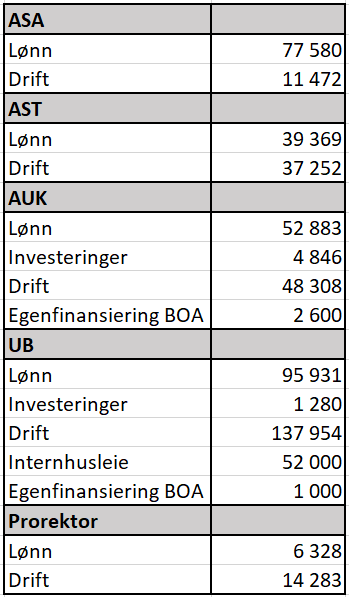 ASA
Lønn 77 580
Drift 11 472
AST
Lønn 39 369
Drift 37 252
AUK
Lønn 52 883
Investeringer 4 846
Drift 48 308
Egenfinansiering BOA 2 600
UB
Lønn 95 931
Investeringer 1 280
Drift 137 954
Internhusleie 52 000
Egenfinansiering BOA 1 000
Prorektor
Lønn 6 328
Drift 14 283